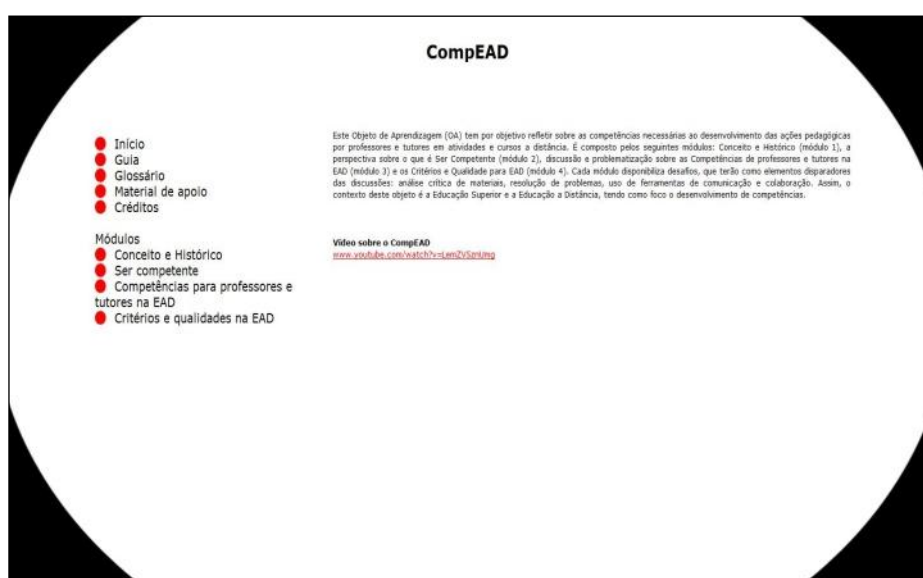 CompEAD
Início
Guia
Glossário
Material de apoio
Créditos
Módulos
Conceito e Histórico
Ser competente
Competências para professores e
tutores na EAD
Critérios e qualidades na EAD
Este Objeto de Aprendizagem (OA) tem por objetivo refletir sobre as competências necessárias ao desenvolvimento das ações pedagógicas
por professores e tutores em atividades e cursos a distância. É composto pelos seguintes módulos: Conceito e Histórico (módulo 1), a
perspectiva sobre o que é Ser Competente (módulo 2), discussão e problematização sobre as Competências de professores e tutores na
EAD (módulo 3) e os Critérios e Qualidade para EAD (módulo 4). Cada módulo disponibiliza desafios, que terão como elementos disparadores
das discussões: análise crítica de materiais, resolução de problemas, uso de ferramentas de comunicação e colaboração. Assim, o
contexto deste objeto é a Educação Superior e a Educação a Distância, tendo como foco o desenvolvimento de competências.
Vídeo sobre o CompEAD